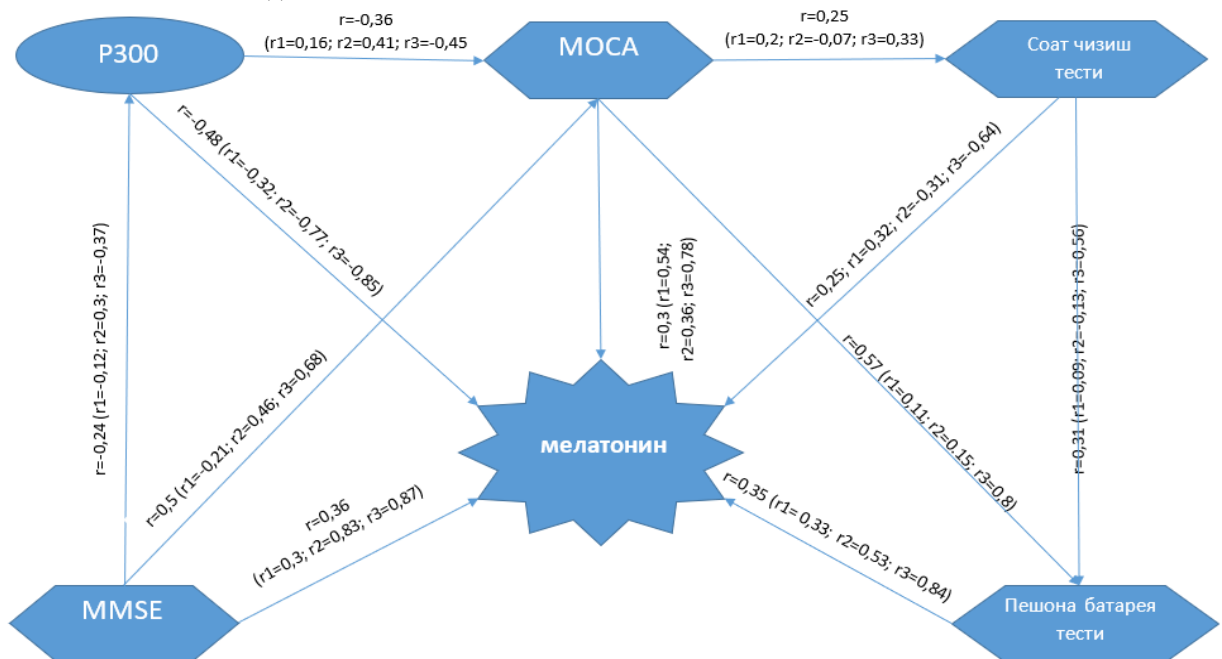 r=-0,36
(r1=0,16; r2=0,41; r3=-0,45
r=0,25
(r1=0,2; r2=-0,07; r3=0,33)
P300
MOCA
Соат чизиш
тести
r=-0,48 (r1=-0,32; r2=-0,77; r3=-0,85)
r=0,25; r1=0,32; r2=-0,31; r3=-0,64)
r=-0,24 (r1=-0,12; r2=0,3; r3=-0,37)
r=0,5 (r1=-0,21; r2=0,46; r3=0,68)
r=0,3 (r1=0,54;
r2=0,36; r3=0,78)
r=0,57 (r1=0,11; r2=0,15; r3=0,8)
r=0,31 (r1=0,09; r2=-0,13; r3=0,56)
мелатонин
r=0,36
(r1=0,3; r2=0,83; r3=0,87)
r=0,35 (r1= 0,33; r2=0,53; r3=0,84)
MMSE
Пешона батарея
тести